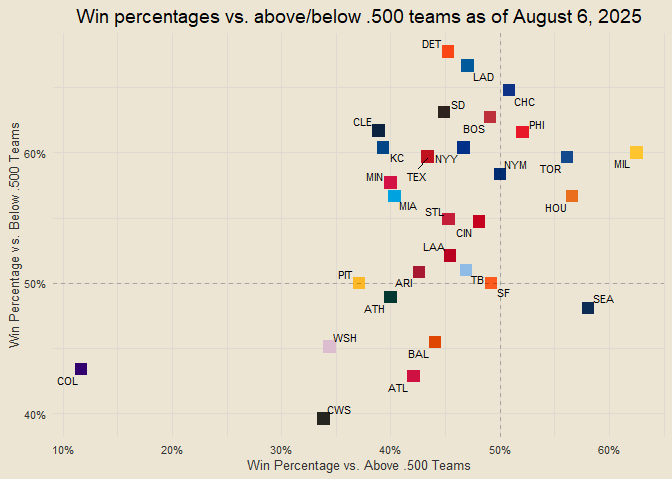 Win percentages vs. above/below .500 teams as of August 6, 2025
DET
LAD
CHC
SD
BOS
PHI
CLE
KC
TEX
NYY
NYM
TOR
MIL
MIN
MIA
HOU
STL
CIN
LAA
TB
ARI
PIT
SF
ATH
SEA
WSH
BAL
COL
ATL
CWS
60%
50%
40%
Win Percentage vs. Below .500 Teams
10%
20%
30%
40%
50%
60%
Win Percentage vs. Above .500 Teams